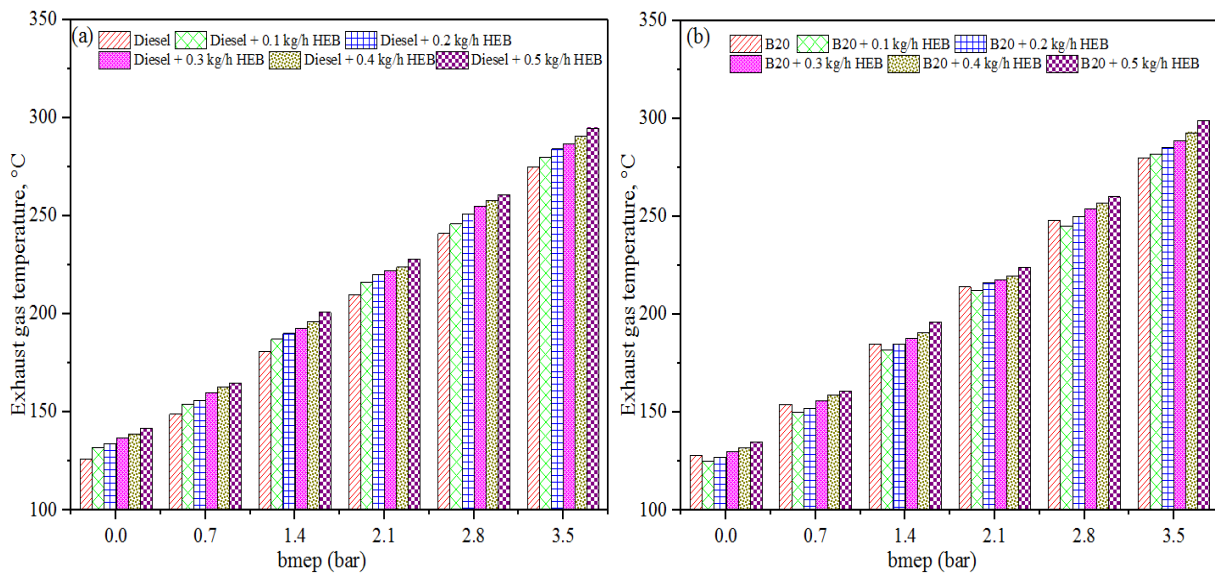 (a)
Diesel Diesel + 0.1 kg/h HEB Diesel + 0.2 kg/h HEB
Diesel + 0.3 kg/h HEB Diesel + 0.4 kg/h HEB Diesel + 0.5 kg/h HEB
Exhaust gas temperature, °C
350
300
250
200
150
100
0.0 0.7 1.4 2.1 2.8 3.5
bmep (bar)
(b)
B20 B20 + 0.1 kg/h HEB B20 + 0.2 kg/h HEB
B20 + 0.3 kg/h HEB B20 + 0.4 kg/h HEB B20 + 0.5 kg/h HEB
Exhaust gas temperature, °C
350
300
250
200
150
100
0.0 0.7 1.4 2.1 2.8 3.5
bmep (bar)